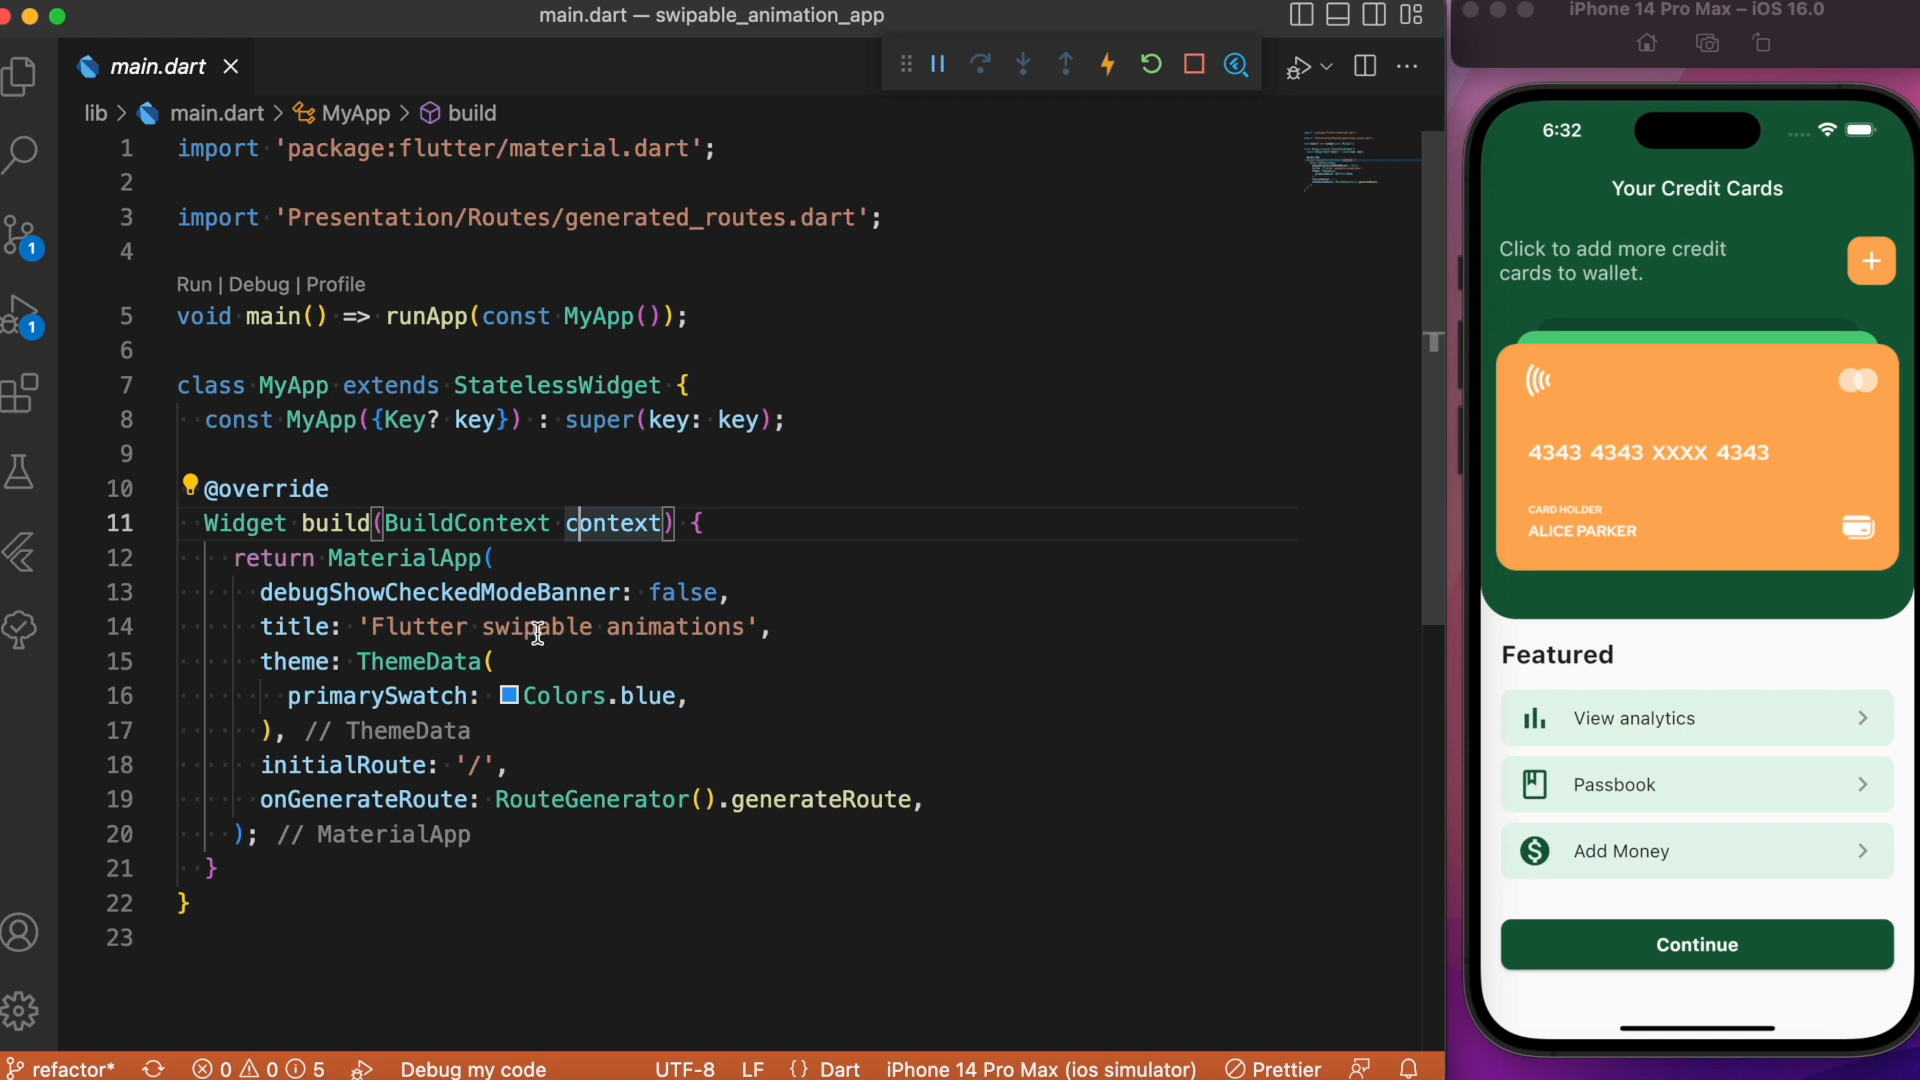 main.dart — swipable_animation_app
iPhone 14 Pro Max – iOS 16.0
main.dart
lib > main.dart > MyApp > build
1 import 'package:flutter/material.dart';
2
3 import 'Presentation/Routes/generated_routes.dart';
4
Run | Debug | Profile
5 void main() => runApp(const MyApp());
6
7 class MyApp extends StatelessWidget {
8 const MyApp({Key? key}) : super(key: key);
9
10 @override
11 Widget build(BuildContext context) {
12 return MaterialApp(
13 debugShowCheckedModeBanner: false,
14 title: 'Flutter swipable animations',
15 theme: ThemeData(
16 primarySwatch: Colors.blue,
17 ), // ThemeData
18 initialRoute: '/',
19 onGenerateRoute: RouteGenerator().generateRoute,
20 ); // MaterialApp
21 }
22 }
23
1
1
refactor* 0 0 5 Debug my code UTF-8 LF {} Dart iPhone 14 Pro Max (ios simulator) Prettier
6:32
Your Credit Cards
Click to add more credit
cards to wallet.
+
4343 4343 XXXX 4343
CARD HOLDER
ALICE PARKER
Featured
View analytics
Passbook
Add Money
Continue